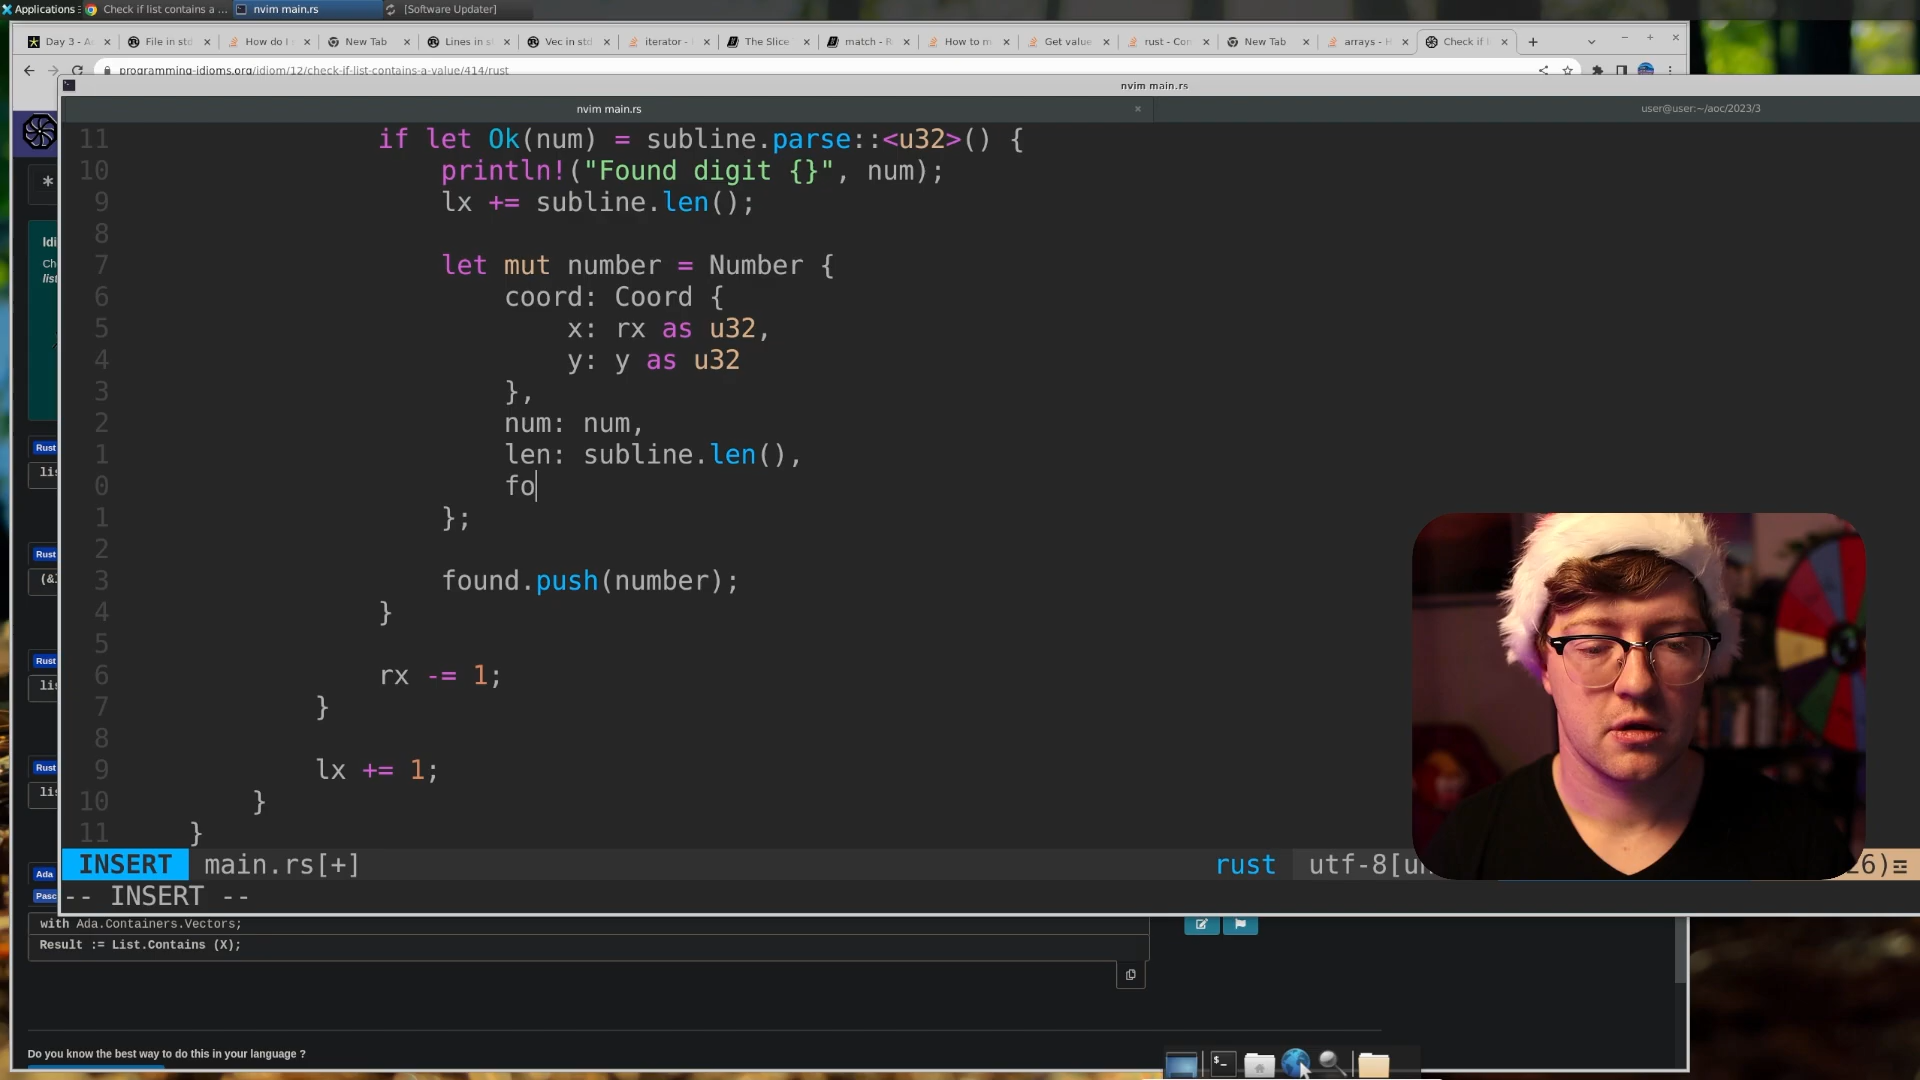 Applications
Check if list contains a ...
nvim main.rs
[Software Updater]
Day 3 - A
File in std
How do I
New Tab
Lines in s
Vec in std
iterator -
The Slice
match - R
How to m
Get value
rust - Con
New Tab
arrays - H
Check if l
programming-idioms.org/idiom/12/check-if-list-contains-a-value/414/rust
nvim main.rs
nvim main.rs
user@user:~/aoc/2023/3
11 if let Ok(num) = subline.parse::<u32>() {
10 println!("Found digit {}", num);
9 lx += subline.len();
8
7 let mut number = Number {
6 coord: Coord {
5 x: rx as u32,
4 y: y as u32
3 },
2 num: num,
1 len: subline.len(),
0 fo
1 };
2
3 found.push(number);
4 }
5
6 rx -= 1;
7 }
8
9 lx += 1;
10 }
11 }
INSERT main.rs[+]
rust
utf-8[un
26)
-- INSERT --
Idi
Ch
lis
Rust
lis
Rust
(&
Rust
lis
Rust
lis
Ada
Pasc
with Ada.Containers.Vectors;
Result := List.Contains (X);
Do you know the best way to do this in your language ?